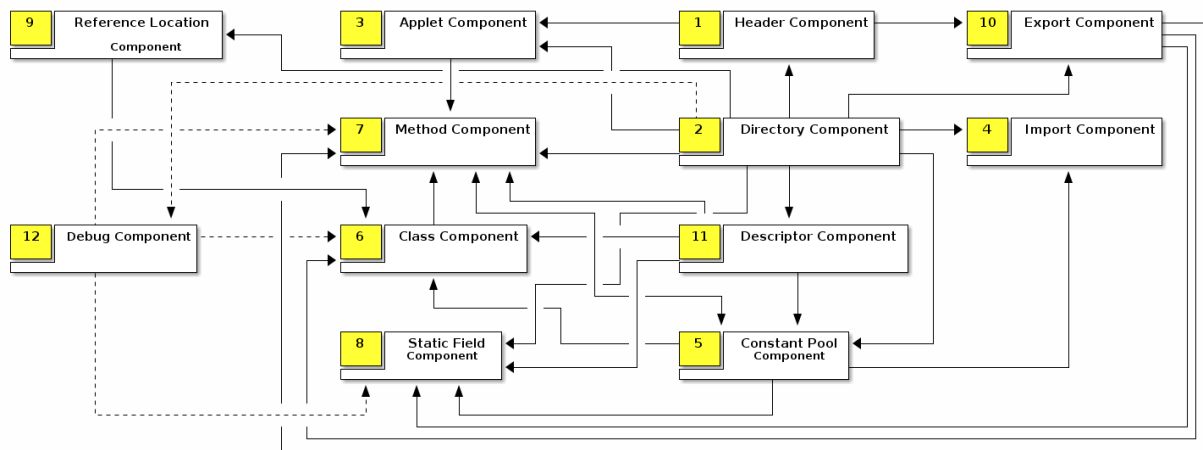 9 Reference Location
Component
3 Applet Component
1 Header Component
10 Export Component
7 Method Component
2 Directory Component
4 Import Component
12 Debug Component
6 Class Component
11 Descriptor Component
8 Static Field
Component
5 Constant Pool
Component